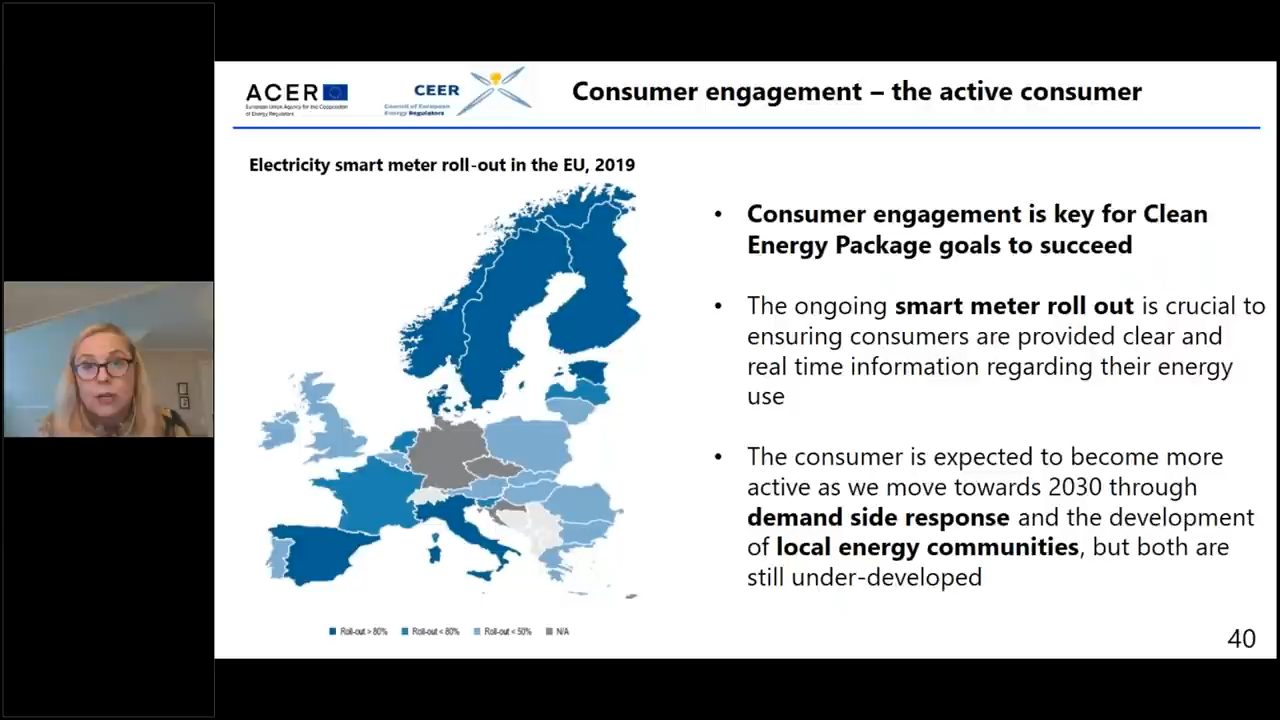 ACER
European Union Agency for the Cooperation
of Energy Regulators
CEER
Council of European
Energy Regulators
Consumer engagement – the active consumer
Electricity smart meter roll-out in the EU, 2019
• Consumer engagement is key for Clean
Energy Package goals to succeed
• The ongoing smart meter roll out is crucial to
ensuring consumers are provided clear and
real time information regarding their energy
use
• The consumer is expected to become more
active as we move towards 2030 through
demand side response and the development
of local energy communities, but both are
still under-developed
Roll-out > 80% Roll-out < 80% Roll-out < 50% N/A
40